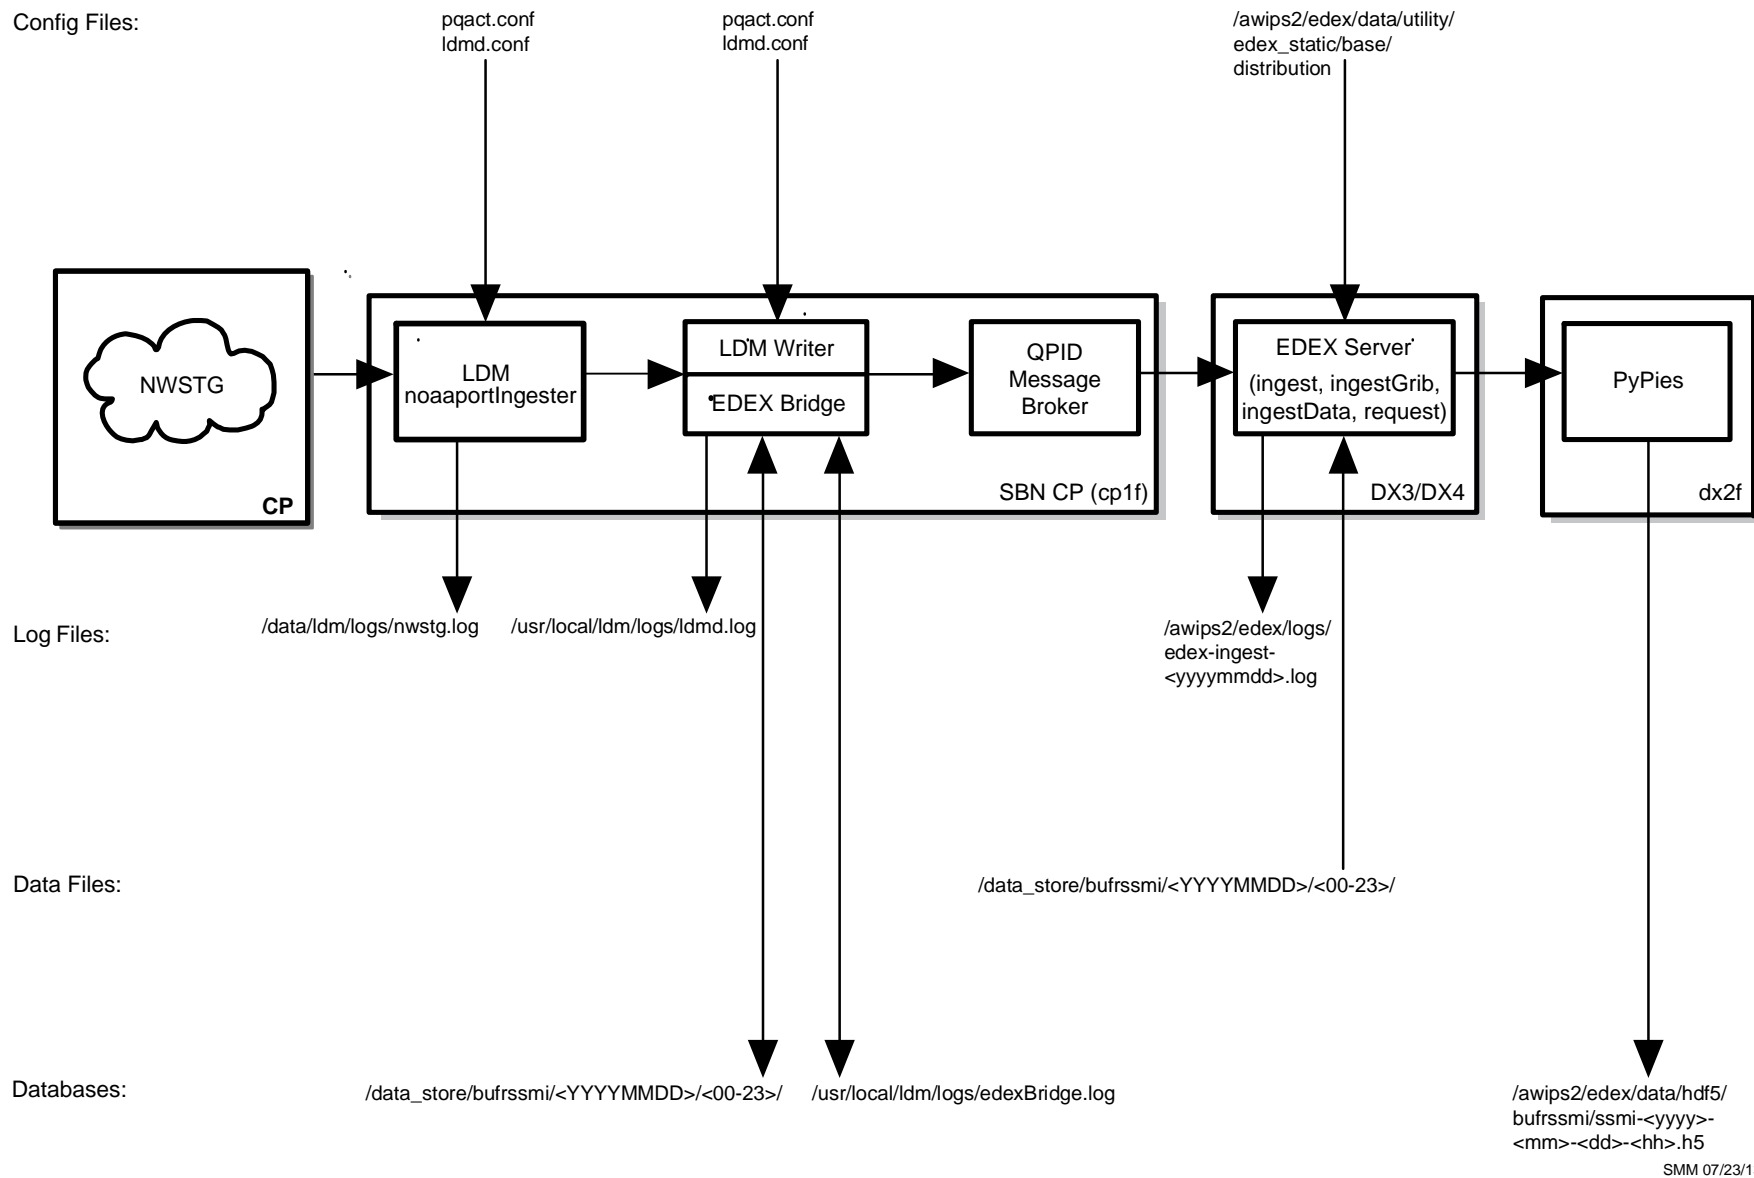 Config Files:
pqact.conf
ldmd.conf
pqact.conf
ldmd.conf
/awips2/edex/data/utility/
edex_static/base/
distribution
NWSTG
CP
LDM
noaaportIngester
LDM Writer
EDEX Bridge
QPID
Message
Broker
SBN CP (cp1f)
EDEX Server
(ingest, ingestGrib,
ingestData, request)
DX3/DX4
PyPies
dx2f
Log Files:
/data/ldm/logs/nwstg.log
/usr/local/ldm/logs/ldmd.log
/awips2/edex/logs/
edex-ingest-
<yyyymmdd>.log
Data Files:
/data_store/bufrssmi/<YYYYMMDD>/<00-23>/
Databases:
/data_store/bufrssmi/<YYYYMMDD>/<00-23>/
/usr/local/ldm/logs/edexBridge.log
/awips2/edex/data/hdf5/
bufrssmi/ssmi-<yyyy>-
<mm>-<dd>-<hh>.h5
SMM 07/23/1